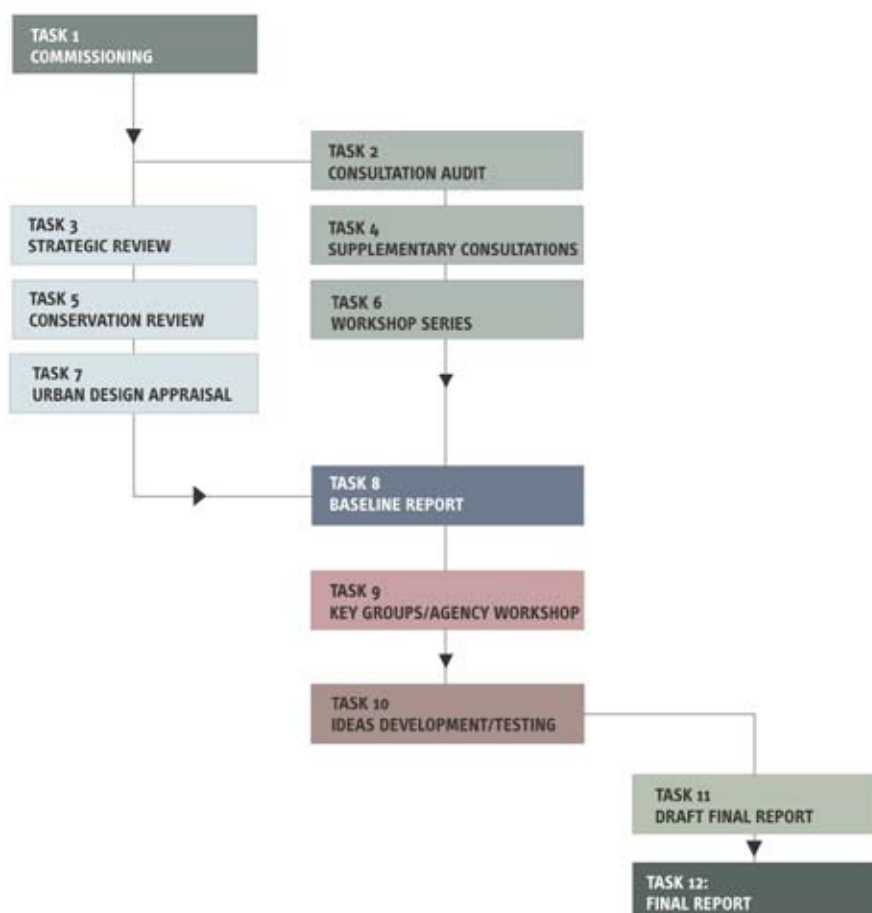 TASK 1
COMMISSIONING
TASK 2
CONSULTATION AUDIT
TASK 3
STRATEGIC REVIEW
TASK 4
SUPPLEMENTARY CONSULTATIONS
TASK 5
CONSERVATION REVIEW
TASK 6
WORKSHOP SERIES
TASK 7
URBAN DESIGN APPRAISAL
TASK 8
BASELINE REPORT
TASK 9
KEY GROUPS/AGENCY WORKSHOP
TASK 10
IDEAS DEVELOPMENT/TESTING
TASK 11
DRAFT FINAL REPORT
TASK 12:
FINAL REPORT